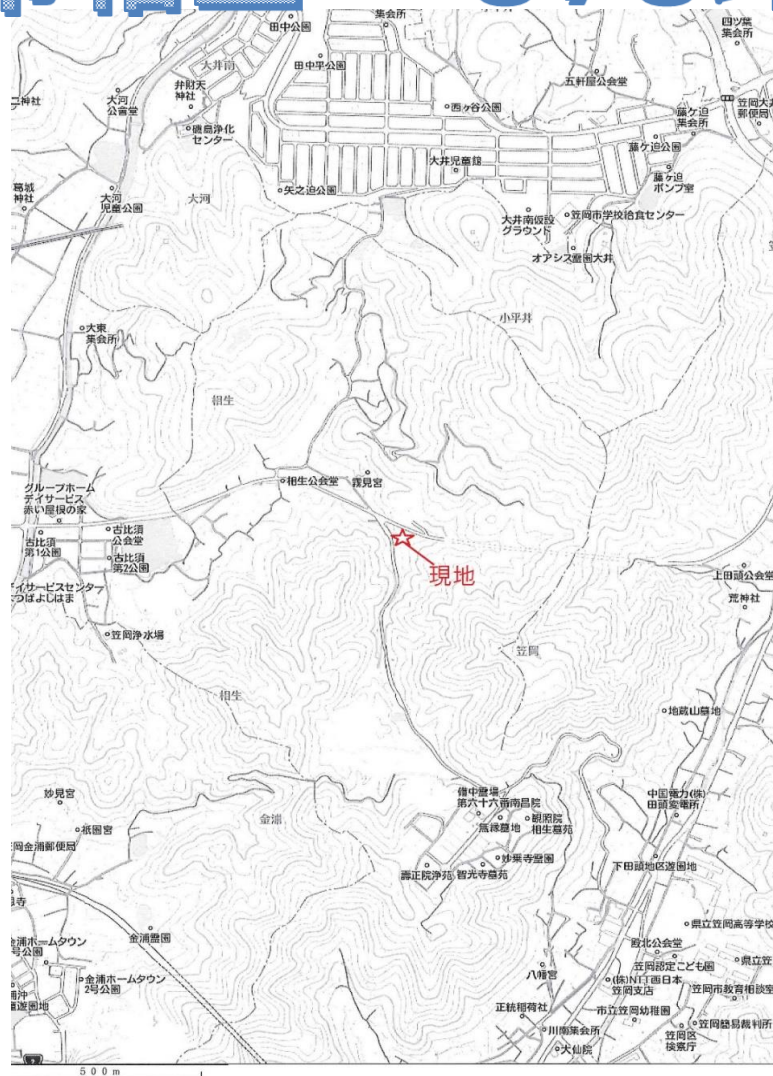 田中公園
集会所
四ツ葉
集会所
大井南
田中平公園
弁財天
神社
五軒屋公会堂
大河
公会堂
西ヶ谷公園
藤ケ迫
集会所
笠岡大井
郵便局
鹿島浄化
センター
藤ケ迫公園
大井児童館
藤ケ迫
ポンプ室
葛城
神社
大河
児童公園
矢之迫公園
大河
大井南仮設
グラウンド
笠岡市学校給食センター
オアシス霊園大井
小平井
大東
集会所
相生
相生公会堂
霧見宮
グループホーム
デイサービス
赤い屋根の家
古比須
第1公園
古比須
公会堂
古比須
第2公園
現地
上田頭公会堂
荒神社
デイサービスセンター
つばよしはま
笠岡浄水場
笠岡
相生
地蔵山墓地
妙見宮
備中霊場
第六十六番南昌院
無縁墓地
観照院
相生墓苑
中国電力(株)
田頭変電所
祇園宮
金浦
笠岡金浦郵便局
妙乗寺霊園
壽正院浄苑
智光寺墓苑
下田頭地区遊園地
金浦霊園
県立笠岡高等学校
金浦ホームタウン
号公園
殿北公会堂
県立笠
金浦ホームタウン
2号公園
八幡宮
笠岡認定こども園
(株)NTT西日本
笠岡支店
笠岡市教育相談室
正統稲荷社
市立笠岡幼稚園
川南集会所
笠岡区
検察庁
笠岡簡易裁判所
大仙院
500m